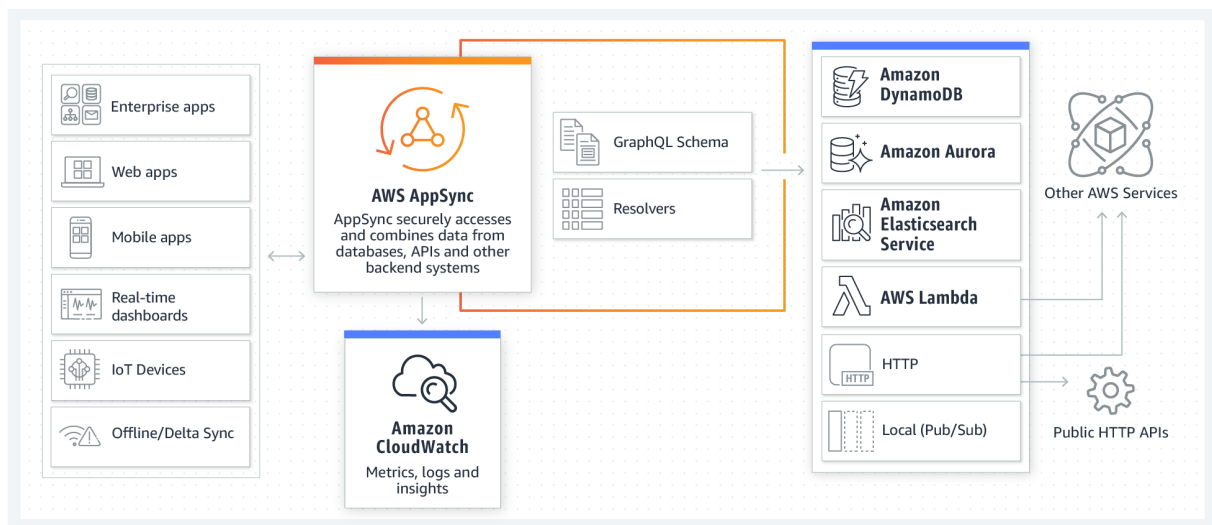 Enterprise apps
Web apps
Mobile apps
Real-time
dashboards
IoT Devices
Offline/Delta Sync
AWS AppSync
AppSync securely accesses
and combines data from
databases, APIs and other
backend systems
Amazon
CloudWatch
Metrics, logs and
insights
GraphQL Schema
Resolvers
Amazon
DynamoDB
Amazon Aurora
Amazon
Elasticsearch
Service
AWS Lambda
HTTP
HTTP
Local (Pub/Sub)
Other AWS Services
Public HTTP APIs